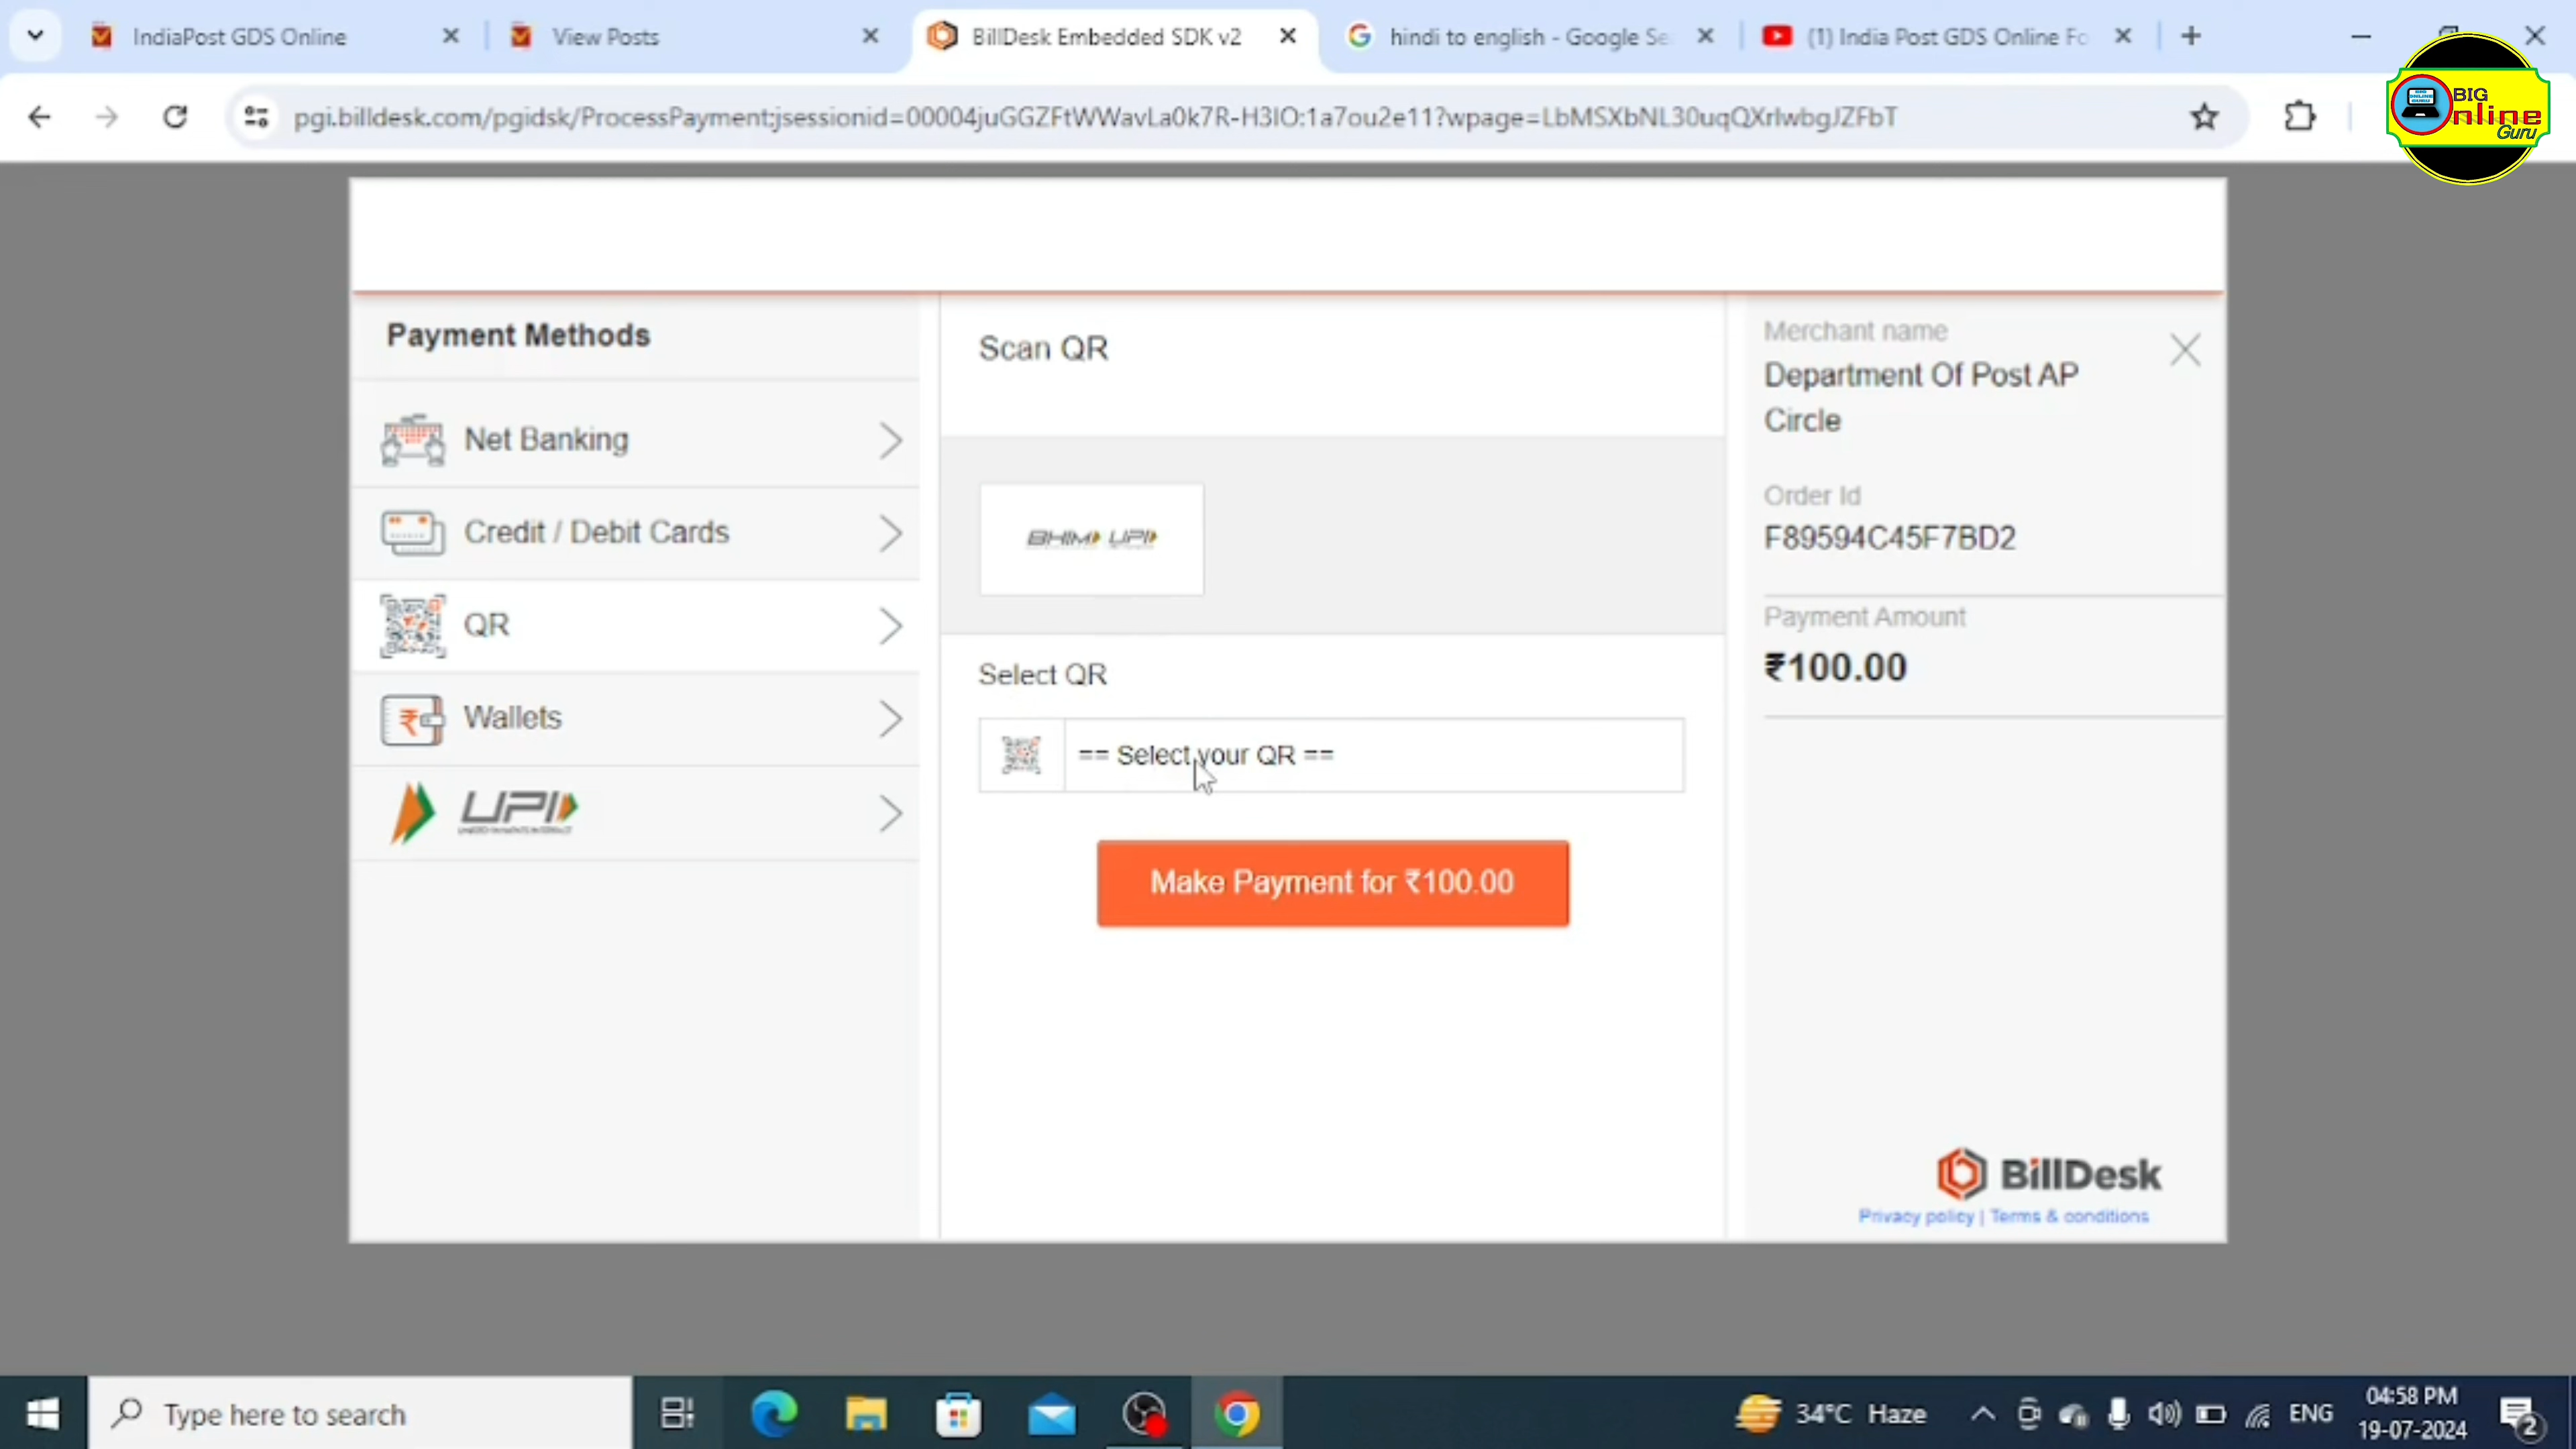 IndiaPost GDS Online
View Posts
BillDesk Embedded SDK v2
hindi to english - Google Se
(1) India Post GDS Online Fo
pgi.billdesk.com/pgidsk/ProcessPayment;jsessionid=00004juGGZFtWWavLa0k7R-H3IO:1a7ou2e11?wpage=LbMSXbNL30uqQXrIwbgJZFbT
BIG
Online
Guru
Payment Methods
Net Banking
Credit / Debit Cards
QR
Wallets
UPI
Scan QR
BHIM UPI
Select QR
== Select your QR ==
Make Payment for ₹100.00
Merchant name
Department Of Post AP
Circle
Order Id
F89594C45F7BD2
Payment Amount
₹100.00
BillDesk
Privacy policy | Terms & conditions
Type here to search
34°C Haze
ENG
04:58 PM
19-07-2024
2